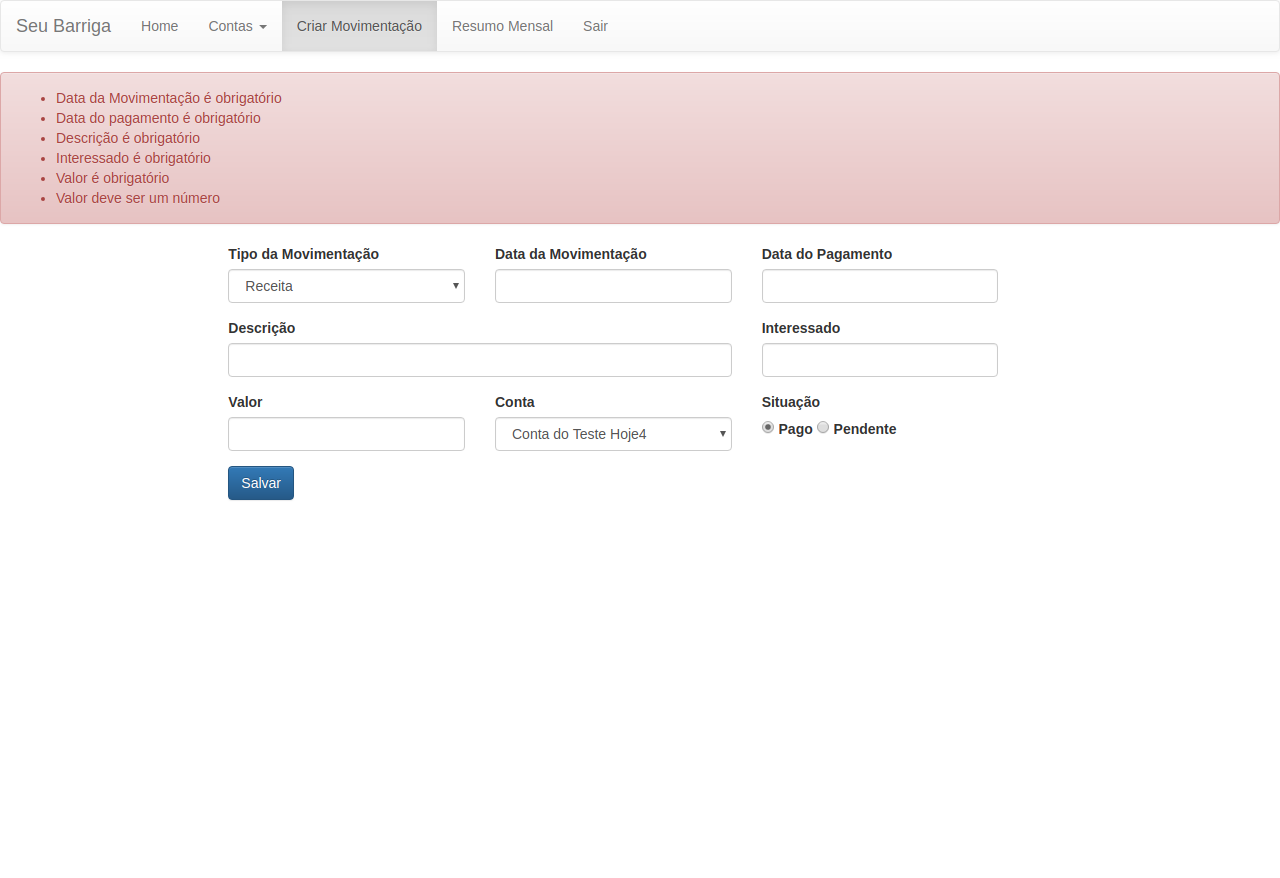 Seu Barriga Home Contas Criar Movimentação Resumo Mensal Sair
Data da Movimentação é obrigatório
Data do pagamento é obrigatório
Descrição é obrigatório
Interessado é obrigatório
Valor é obrigatório
Valor deve ser um número
Tipo da Movimentação Data da Movimentação Data do Pagamento
Receita
Descrição Interessado
Valor Conta Situação
Conta do Teste Hoje4 Pago Pendente
Salvar